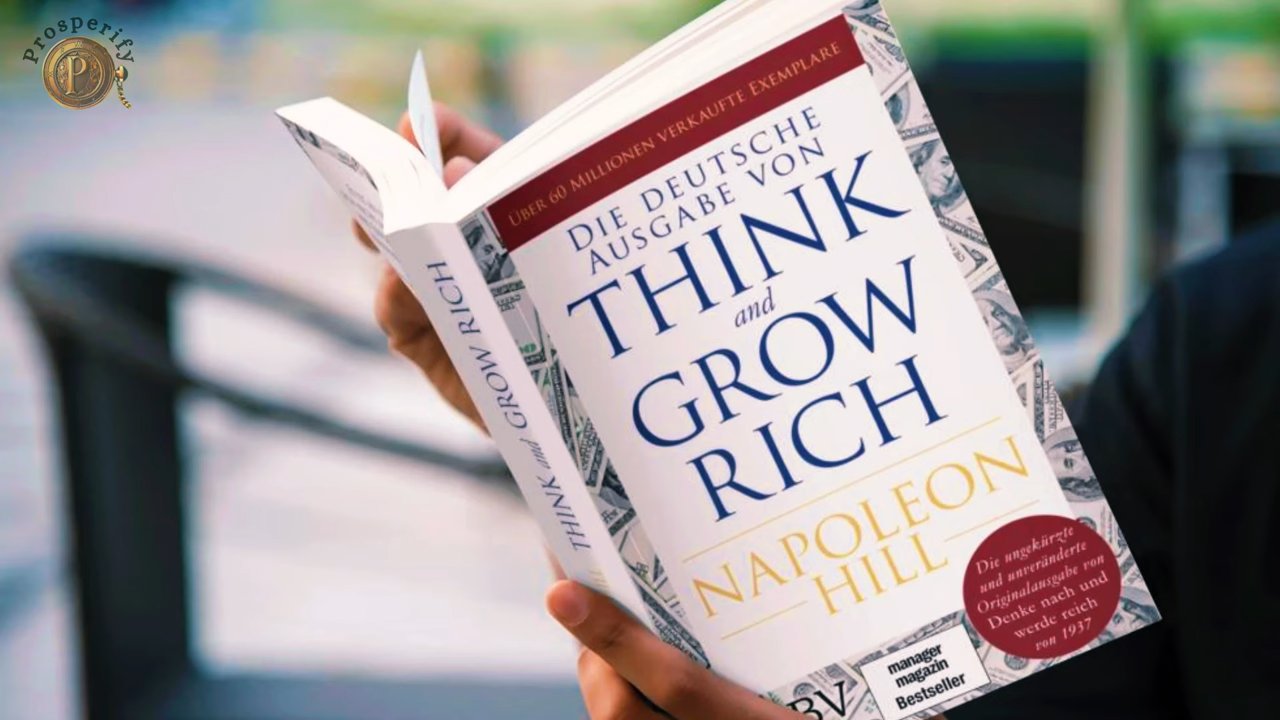 Prosperify
P
ÜBER 60 MILLIONEN VERKAUFTE EXEMPLARE
DIE DEUTSCHE
AUSGABE VON
THINK
and
GROW
RICH
NAPOLEON
HILL
Die ungekürzte
und unveränderte
Originalausgabe von
Denke nach und
werde reich
von 1937
manager
magazin
Bestseller
BV
THINK and GROW RICH